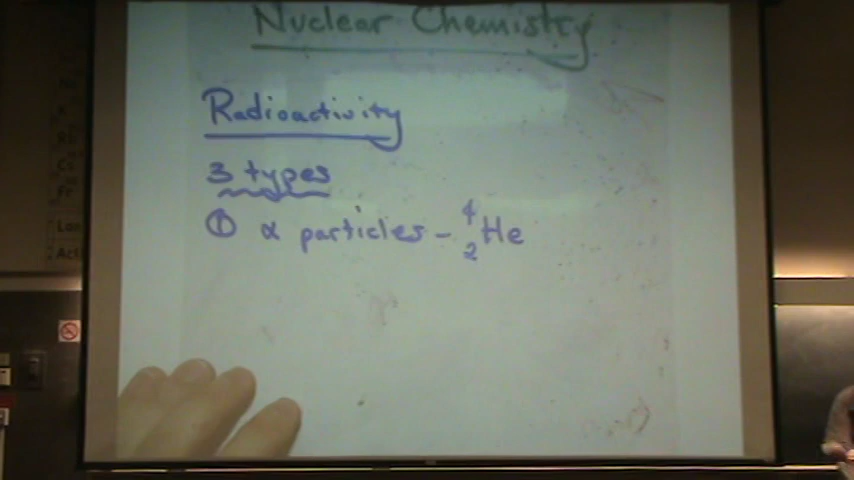 Nuclear Chemistry
Radioactivity
3 types
① α particles - ⁴₂He